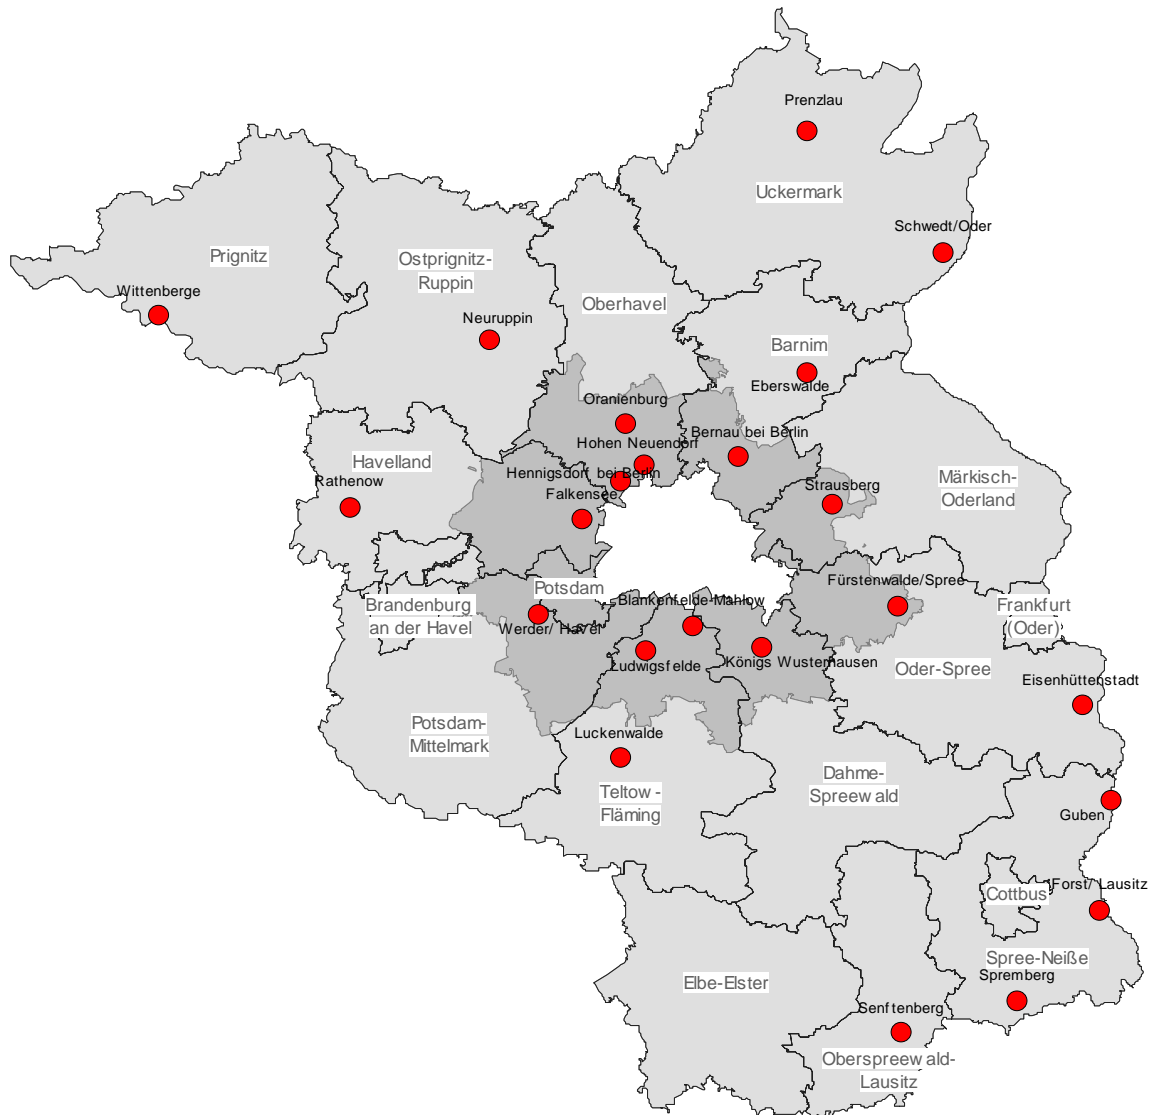 Prenzlau
Uckermark
Schwedt/Oder
Prignitz
Ostprignitz-
Ruppin
Wittenberge
Oberhavel
Neuruppin
Barnim
Eberswalde
Oranienburg
Bernau bei Berlin
Hohen Neuendorf
Havelland
Hennigsdorf bei Berlin
Rathenow
Falkensee
Strausberg
Märkisch-
Oderland
Potsdam
Fürstenwalde/Spree
Brandenburg
an der Havel
Blankenfelde-Mahlow
Frankfurt
(Oder)
Werder/ Havel
Ludwigsfelde
Königs Wusterhausen
Oder-Spree
Eisenhüttenstadt
Potsdam-
Mittelmark
Luckenwalde
Dahme-
Spreewald
Teltow-
Fläming
Guben
Forst/ Lausitz
Cottbus
Spree-Neiße
Elbe-Elster
Spremberg
Senftenberg
Oberspreewald-
Lausitz